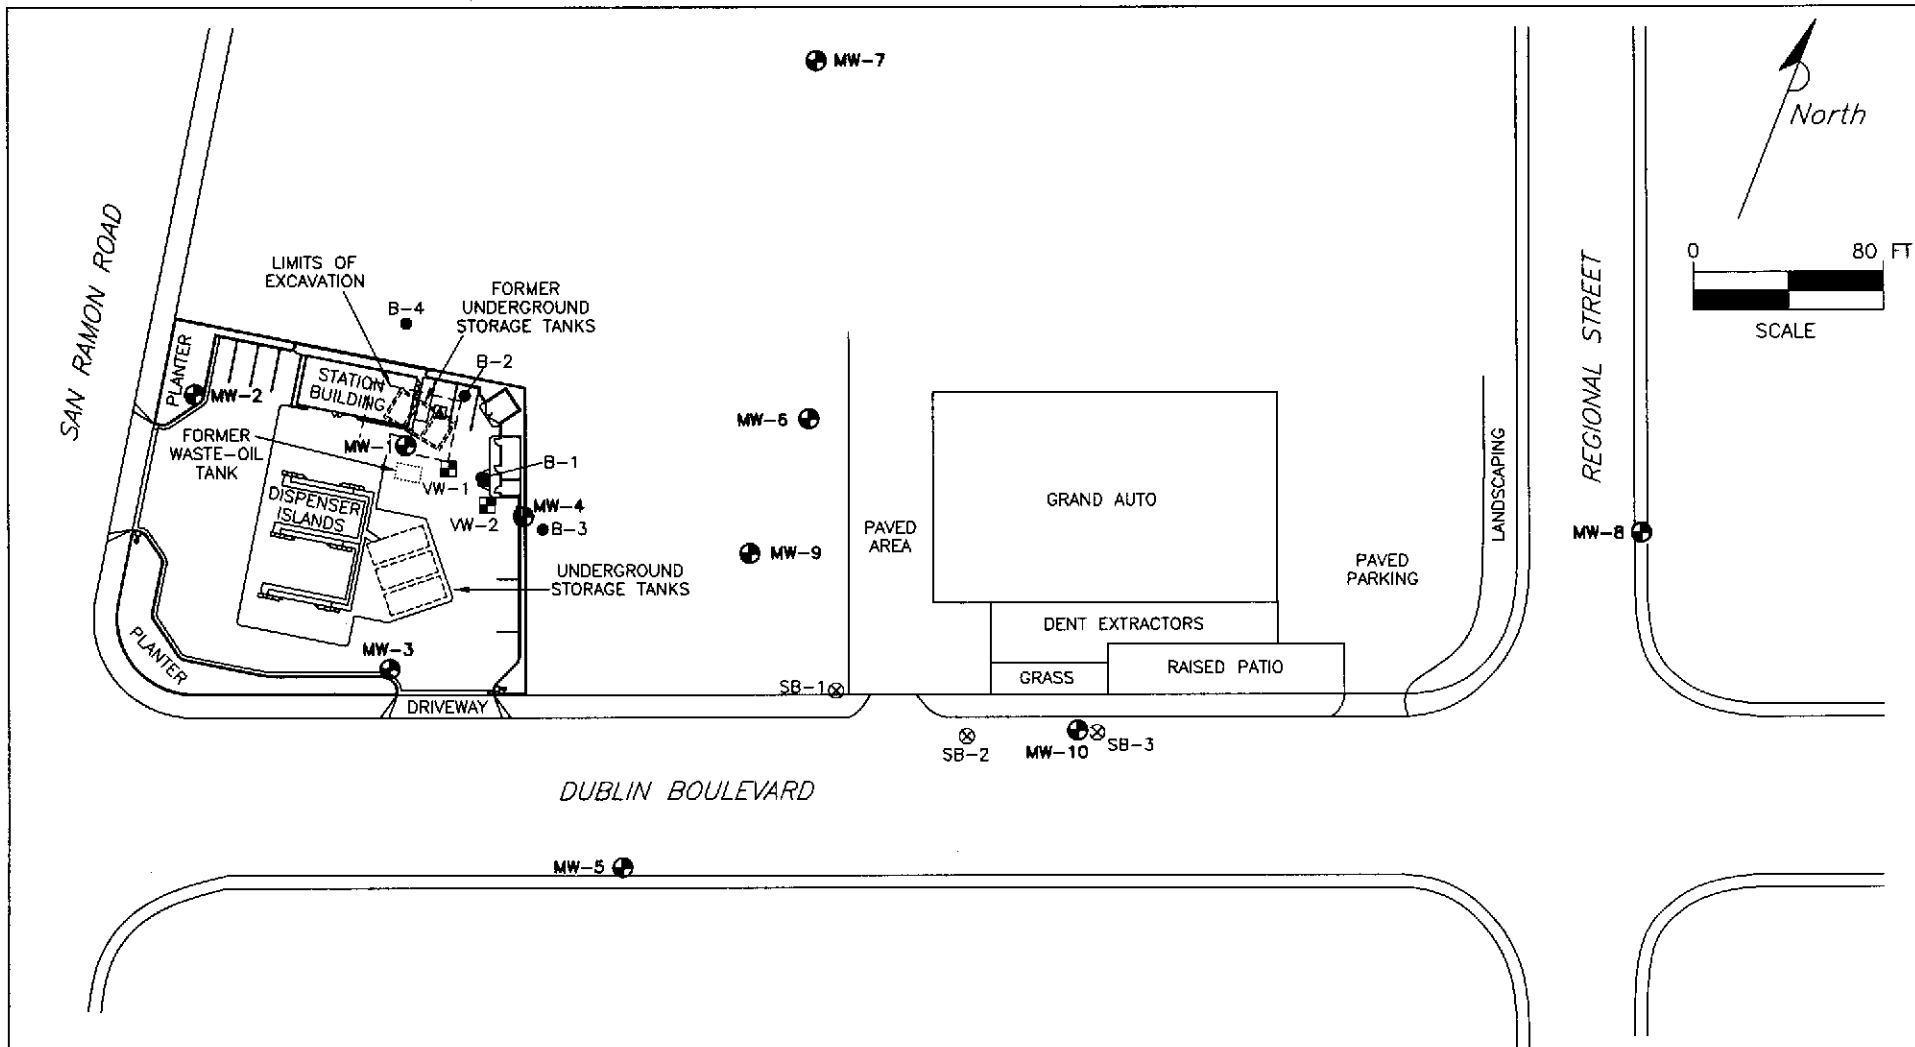 MW-7
North
0 80 FT
SCALE
SAN RAMON ROAD
REGIONAL STREET
LIMITS OF
EXCAVATION
FORMER
UNDERGROUND
STORAGE TANKS
B-4
B-2
PLANTER
STATION
BUILDING
MW-2
MW-6
MW-1
FORMER
WASTE-OIL
TANK
B-1
VW-1
DISPENSER
ISLANDS
VW-2
MW-4
B-3
GRAND AUTO
LANDSCAPING
PAVED
AREA
MW-8
MW-9
PAVED
PARKING
UNDERGROUND
STORAGE TANKS
DENT EXTRACTORS
PLANTER
MW-3
RAISED PATIO
GRASS
SB-1
DRIVEWAY
SB-2
MW-10
SB-3
DUBLIN BOULEVARD
MW-5